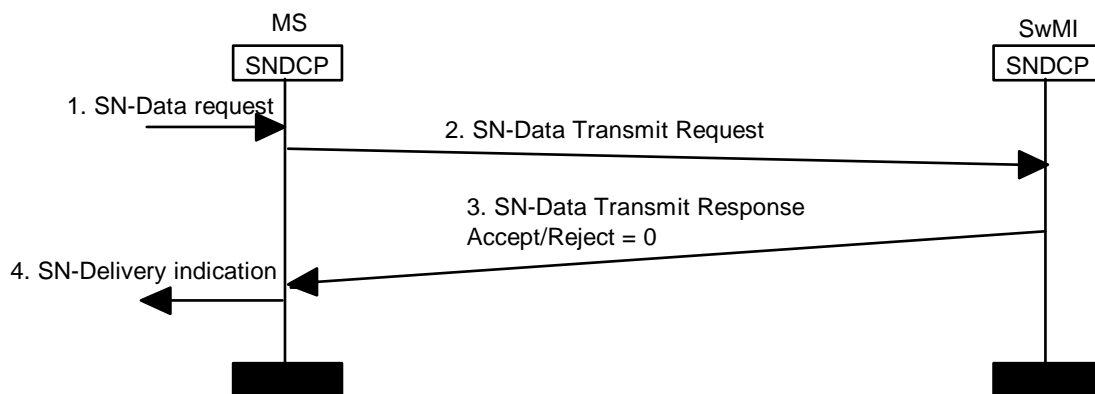 MS
SwMI
SNDCP
SNDCP
1. SN-Data request
2. SN-Data Transmit Request
3. SN-Data Transmit Response
Accept/Reject = 0
4. SN-Delivery indication